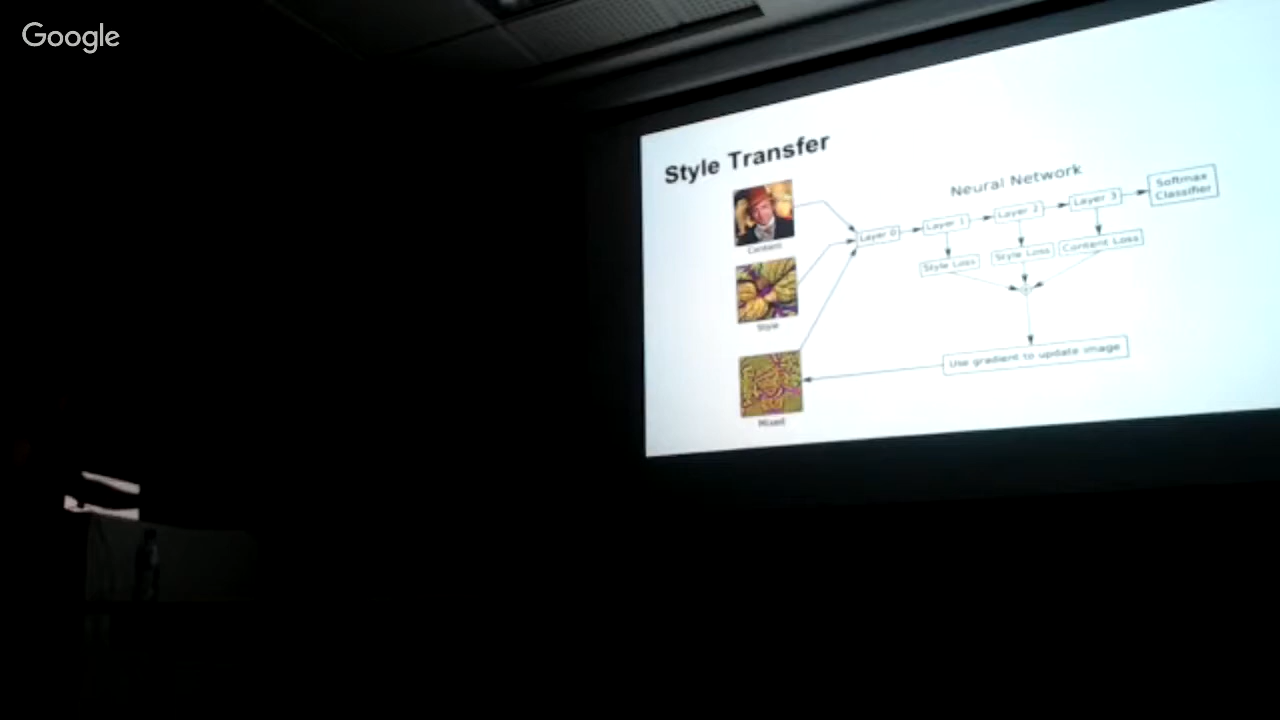 Google
Style Transfer
Content
Style
Mixed
Neural Network
Layer 0
Layer 1
Layer 2
Layer 3
Softmax
Classifier
Style Loss
Style Loss
Content Loss
Use gradient to update image